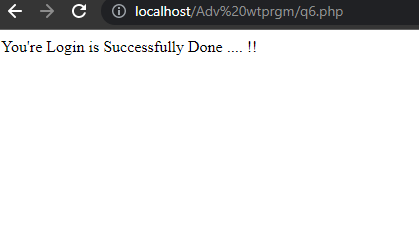 localhost/Adv%20wtprgm/q6.php
You're Login is Successfully Done .... !!